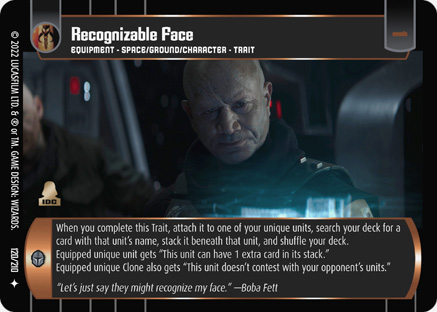 Recognizable Face
EQUIPMENT - SPACE/GROUND/CHARACTER - TRAIT
© 2022 LUCASFILM LTD. & ® or TM. GAME DESIGN: WIZARDS.
120/210
IDC
When you complete this Trait, attach it to one of your unique units, search your deck for a
card with that unit's name, stack it beneath that unit, and shuffle your deck.
Equipped unique unit gets "This unit can have 1 extra card in its stack."
Equipped unique Clone also gets "This unit doesn't contest with your opponent's units."
"Let's just say they might recognize my face." —Boba Fett